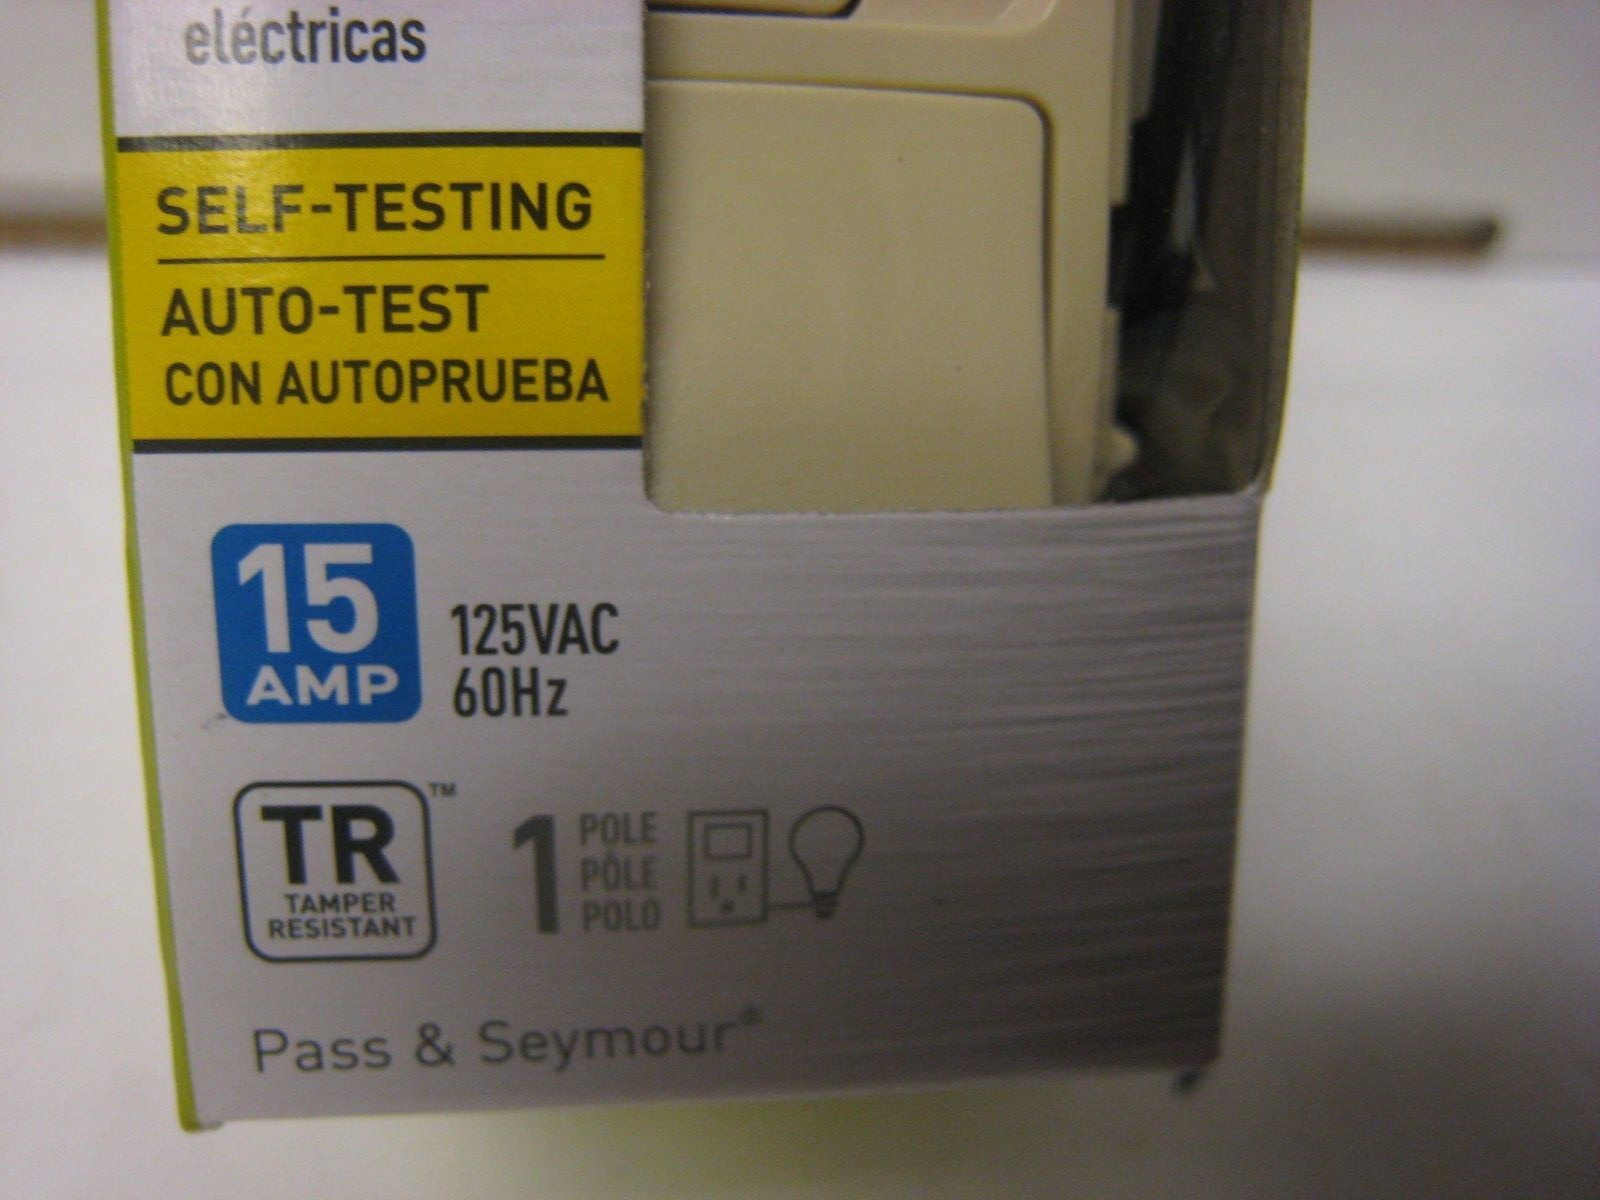 eléctricas
SELF-TESTING
AUTO-TEST
CON AUTOPRUEBA
15
AMP
125VAC
60Hz
TR™
TAMPER
RESISTANT
1
POLE
PÔLE
POLO
Pass & Seymour®